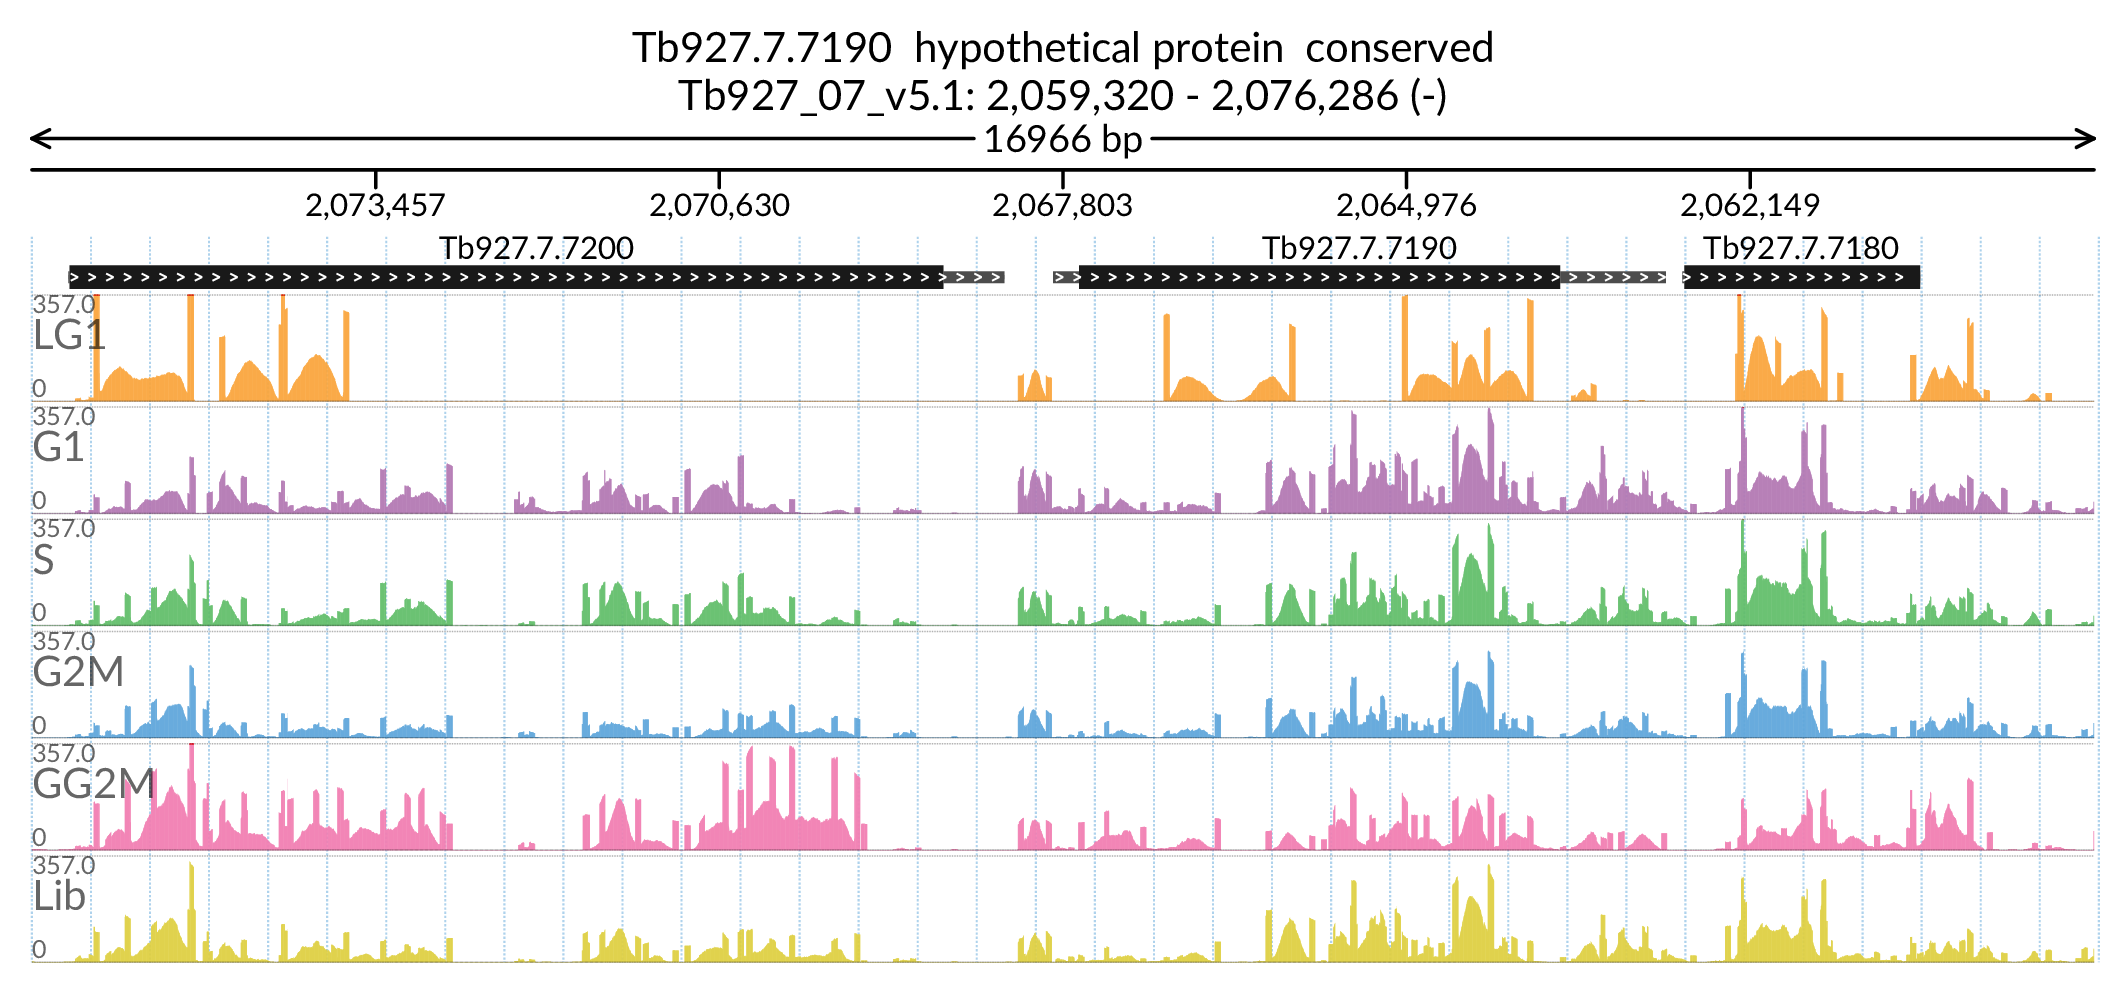 Tb927.7.7190 hypothetical protein conserved
Tb927_07_v5.1: 2,059,320 - 2,076,286 (-)
16966 bp
2,073,457 2,070,630 2,067,803 2,064,976 2,062,149
Tb927.7.7200 Tb927.7.7190 Tb927.7.7180
357.0
LG1
0
357.0
G1
0
357.0
S
0
357.0
G2M
0
357.0
GG2M
0
357.0
Lib
0